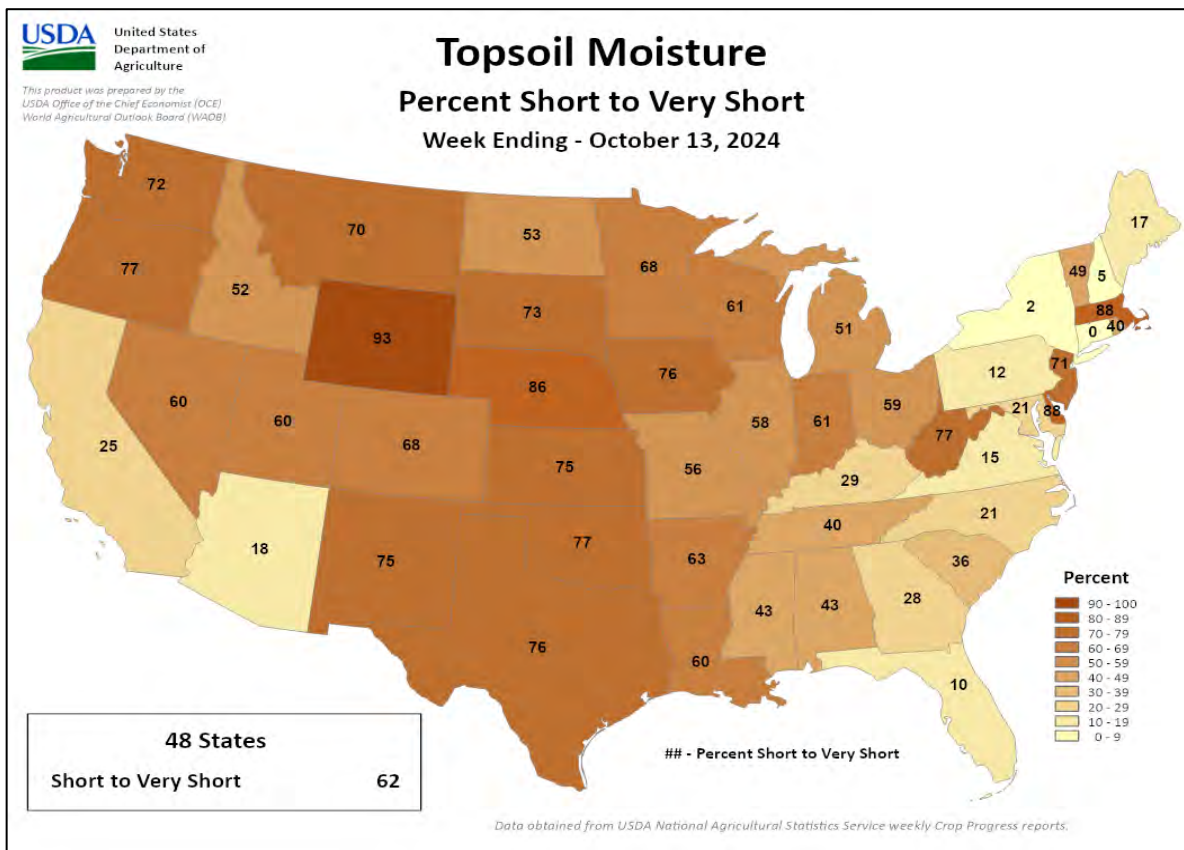 USDA
United States
Department of
Agriculture
This product was prepared by the
USDA Office of the Chief Economist (OCE)
World Agricultural Outlook Board (WAOB)
Topsoil Moisture
Percent Short to Very Short
Week Ending - October 13, 2024
72
70
53
68
17
77
52
73
61
51
49
5
2
88
93
0
40
86
76
12
71
60
60
68
58
61
59
21
88
25
56
77
15
75
29
18
75
77
63
40
21
36
76
43
43
28
60
10
Percent
90 - 100
80 - 89
70 - 79
60 - 69
50 - 59
40 - 49
30 - 39
20 - 29
10 - 19
0 - 9
48 States
Short to Very Short 62
## - Percent Short to Very Short
Data obtained from USDA National Agricultural Statistics Service weekly Crop Progress reports.